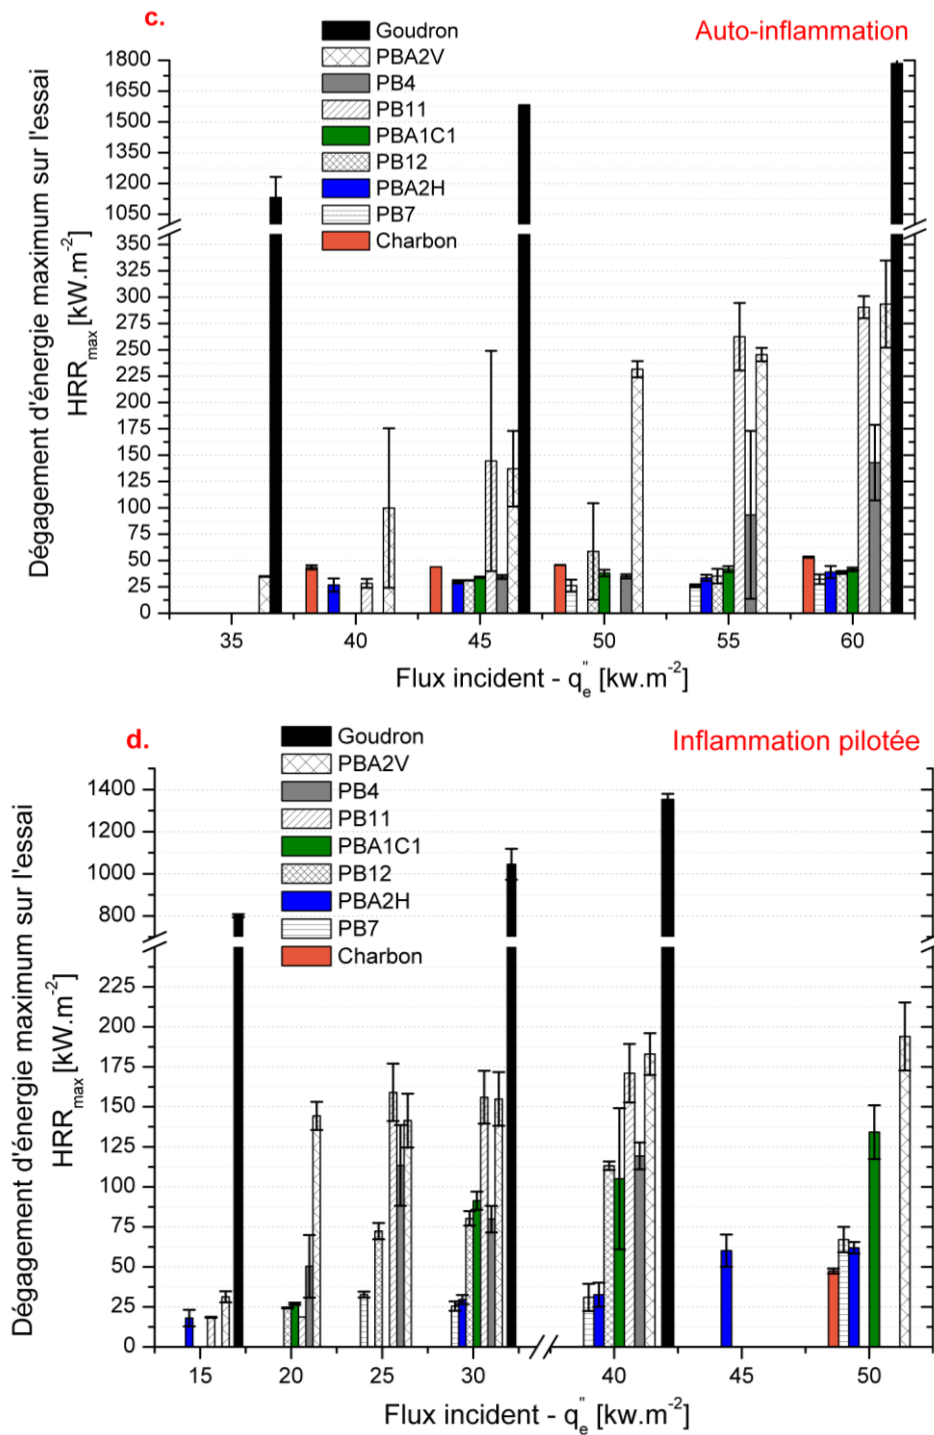 c.
Auto-inflammation
Goudron
PBA2V
PB4
PB11
PBA1C1
PB12
PBA2H
PB7
Charbon
Dégagement d'énergie maximum sur l'essai
HRRmax [kW.m-2]
1800
1650
1500
1350
1200
1050
350
325
300
275
250
225
200
175
150
125
100
75
50
25
0
35 40 45 50 55 60
Flux incident - qe" [kw.m-2]
d.
Inflammation pilotée
Goudron
PBA2V
PB4
PB11
PBA1C1
PB12
PBA2H
PB7
Charbon
Dégagement d'énergie maximum sur l'essai
HRRmax [kW.m-2]
1400
1200
1000
800
225
200
175
150
125
100
75
50
25
0
15 20 25 30 40 45 50
Flux incident - qe" [kw.m-2]